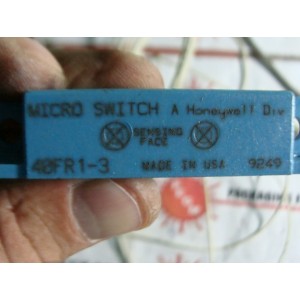 MICRO SWITCH A Honeywell Div
SENSING
FACE
40FR1-3 MADE IN USA 9249